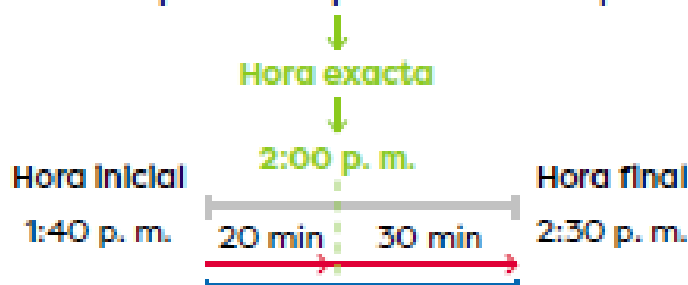 Hora exacta
2:00 p. m.
Hora inicial
Hora final
1:40 p. m.
20 min
30 min
2:30 p. m.